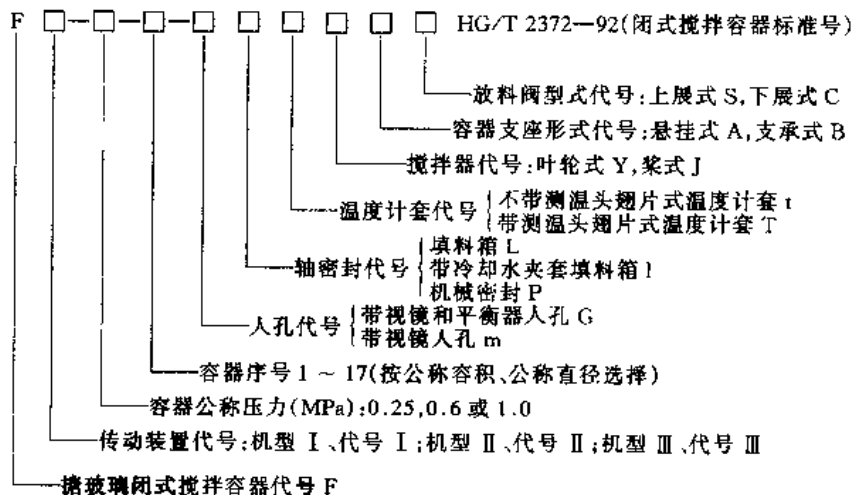 F □-□-□-□ □ □ □ □ □ HG/T 2372—92(闭式搅拌容器标准号)
放料阀型式代号:上展式 S,下展式 C
容器支座形式代号:悬挂式 A,支承式 B
搅拌器代号:叶轮式 Y,桨式 J
不带测温头翅片式温度计套 t
温度计套代号
带测温头翅片式温度计套 T
填料箱 L
轴密封代号 带冷却水夹套填料箱 l
机械密封 P
带视镜和平衡器人孔 G
人孔代号
带视镜人孔 m
容器序号 1 ~ 17(按公称容积、公称直径选择)
容器公称压力(MPa):0.25,0.6 或 1.0
传动装置代号:机型 Ⅰ、代号 Ⅰ;机型 Ⅱ、代号 Ⅱ;机型 Ⅲ、代号 Ⅲ
搪玻璃闭式搅拌容器代号 F